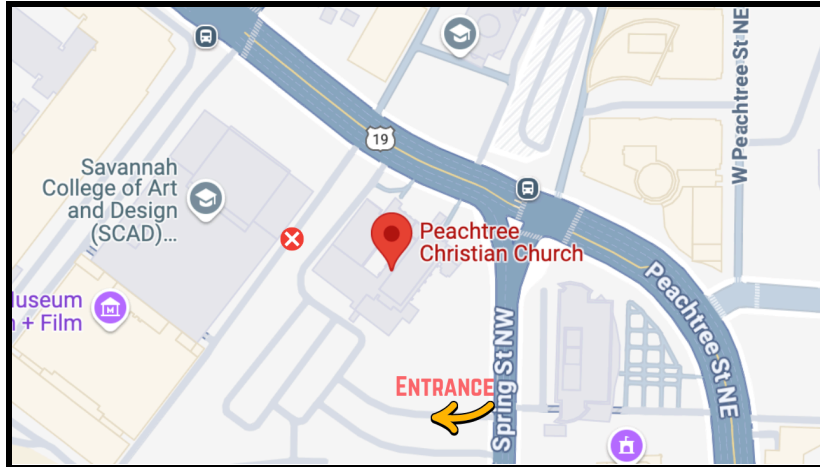 19
Savannah
College of Art
and Design
(SCAD)...
Peachtree
Christian Church
W Peachtree St NE
useum
+ Film
M
ENTRANCE
Spring St NW
Peachtree St NE